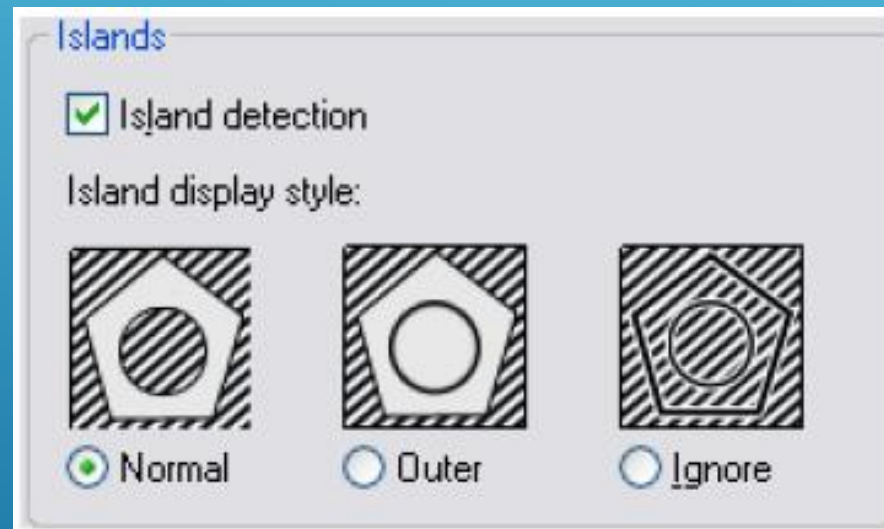 Islands
Island detection
Island display style:
Normal Outer Ignore